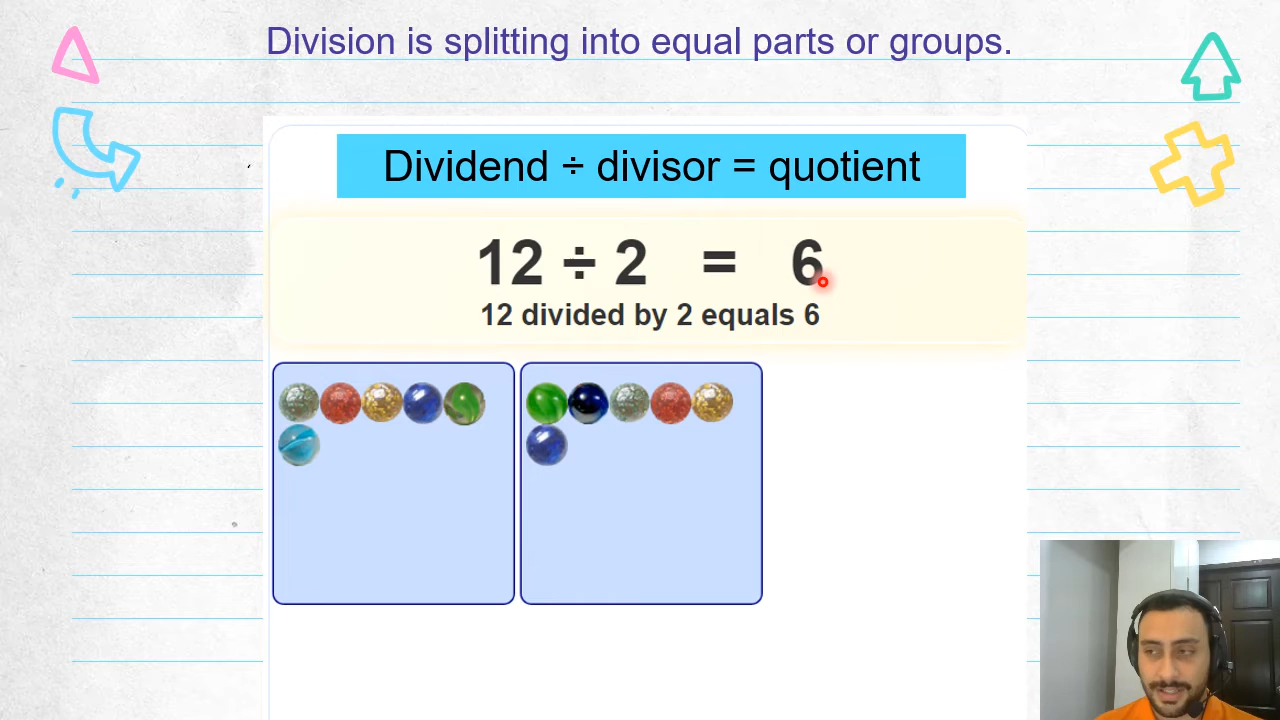 Division is splitting into equal parts or groups.
Dividend ÷ divisor = quotient
12 ÷ 2 = 6
12 divided by 2 equals 6